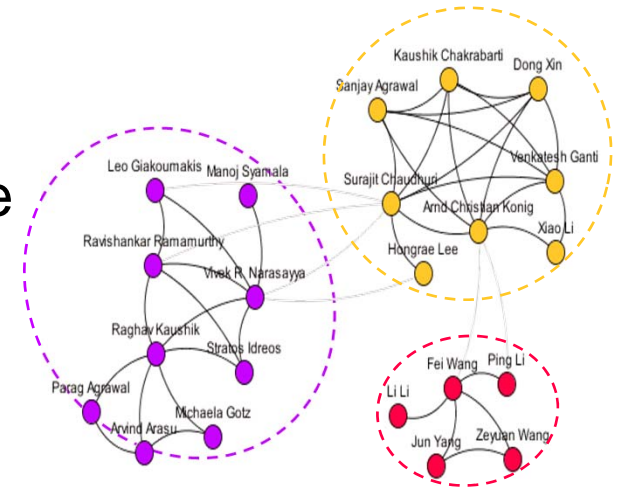 Kaushik Chakrabarti
Dong Xin
Sanjay Agrawal
Venkatesh Ganti
Leo Giakoumakis
Manoj Syamala
Surajit Chaudhuri
e
Arnd Christian Konig
Xiao Li
Ravishankar Ramamurthy
Hongrae Lee
Vivek R. Narasayya
Raghav Kaushik
Stratos Idreos
Fei Wang
Ping Li
Parag Agrawal
Li Li
Michaela Gotz
Arvind Arasu
Jun Yang
Zeyuan Wang